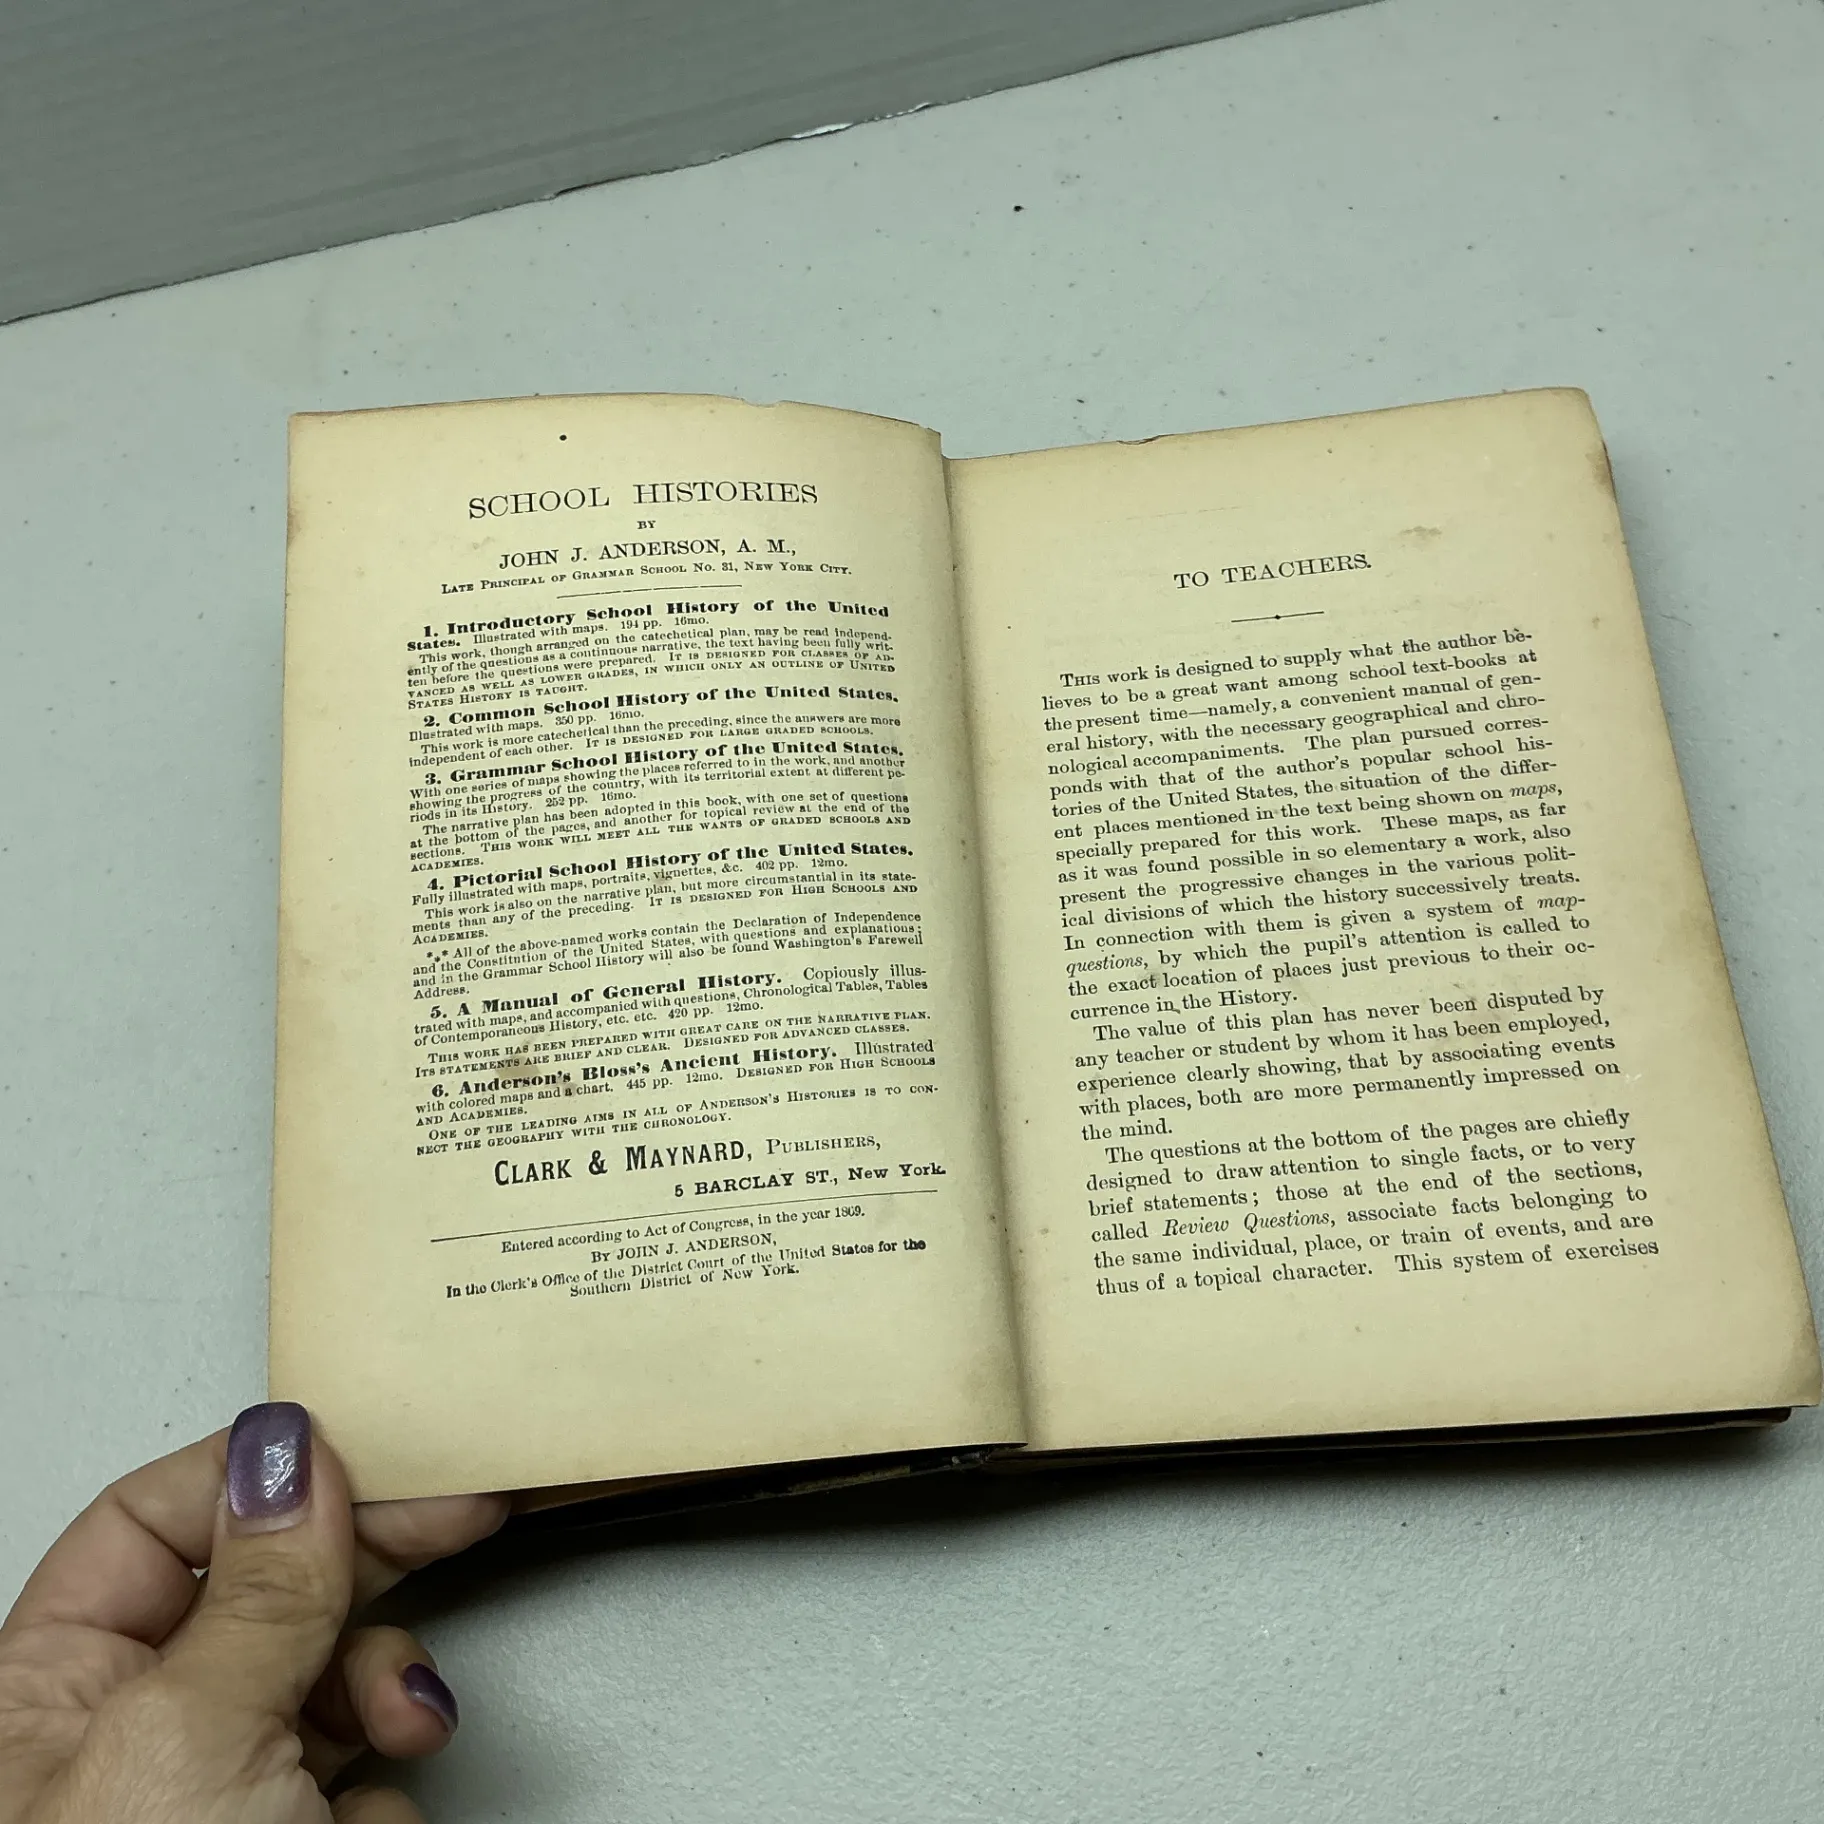 SCHOOL HISTORIES
BY
JOHN J. ANDERSON, A. M.,
LATE PRINCIPAL OF GRAMMAR SCHOOL NO. 31, NEW YORK CITY.
1. Introductory School History of the United
States. Illustrated with maps. 194 pp. 16mo.
This work, though arranged on the catechetical plan, may be read independ-
ently of the questions as a continuous narrative, the text having been fully writ-
ten before the questions were prepared. IT IS DESIGNED FOR CLASSES OF AD-
VANCED AS WELL AS LOWER GRADES, IN WHICH ONLY AN OUTLINE OF UNITED
STATES HISTORY IS TAUGHT.
2. Common School History of the United States.
Illustrated with maps. 350 pp. 16mo.
This work is more catechetical than the preceding, since the answers are more
independent of each other. IT IS DESIGNED FOR LARGE GRADED SCHOOLS.
3. Grammar School History of the United States.
With one series of maps showing the places referred to in the work, and another
showing the progress of the country, with its territorial extent at different pe-
riods in its History. 252 pp. 16mo.
The narrative plan has been adopted in this book, with one set of questions
at the bottom of the pages, and another for topical review at the end of the
sections. THIS WORK WILL MEET ALL THE WANTS OF GRADED SCHOOLS AND
ACADEMIES.
4. Pictorial School History of the United States.
Fully illustrated with maps, portraits, vignettes, &c. 402 pp. 12mo.
This work is also on the narrative plan, but more circumstantial in its state-
ments than any of the preceding. IT IS DESIGNED FOR HIGH SCHOOLS AND
ACADEMIES.
*** All of the above-named works contain the Declaration of Independence
and the Constitution of the United States, with questions and explanations;
and in the Grammar School History will also be found Washington's Farewell
Address.
5. A Manual of General History. Copiously illus-
trated with maps, and accompanied with questions, Chronological Tables, Tables
of Contemporaneous History, etc. etc. 420 pp. 12mo.
THIS WORK HAS BEEN PREPARED WITH GREAT CARE ON THE NARRATIVE PLAN.
ITS STATEMENTS ARE BRIEF AND CLEAR. DESIGNED FOR ADVANCED CLASSES.
6. Anderson's Bloss's Ancient History. Illustrated
with colored maps and a chart. 445 pp. 12mo. DESIGNED FOR HIGH SCHOOLS
AND ACADEMIES.
ONE OF THE LEADING AIMS IN ALL OF ANDERSON'S HISTORIES IS TO CON-
NECT THE GEOGRAPHY WITH THE CHRONOLOGY.
CLARK & MAYNARD, PUBLISHERS,
5 BARCLAY ST., New York.
Entered according to Act of Congress, in the year 1869.
BY JOHN J. ANDERSON,
In the Clerk's Office of the District Court of the United States for the
Southern District of New York.
TO TEACHERS.
THIS work is designed to supply what the author be-
lieves to be a great want among school text-books at
the present time—namely, a convenient manual of gen-
eral history, with the necessary geographical and chro-
nological accompaniments. The plan pursued corres-
ponds with that of the author's popular school his-
tories of the United States, the situation of the differ-
ent places mentioned in the text being shown on maps,
specially prepared for this work. These maps, as far
as it was found possible in so elementary a work, also
present the progressive changes in the various polit-
ical divisions of which the history successively treats.
In connection with them is given a system of map-
questions, by which the pupil's attention is called to
the exact location of places just previous to their oc-
currence in the History.
The value of this plan has never been disputed by
any teacher or student by whom it has been employed,
experience clearly showing, that by associating events
with places, both are more permanently impressed on
the mind.
The questions at the bottom of the pages are chiefly
designed to draw attention to single facts, or to very
brief statements; those at the end of the sections,
called Review Questions, associate facts belonging to
the same individual, place, or train of events, and are
thus of a topical character. This system of exercises